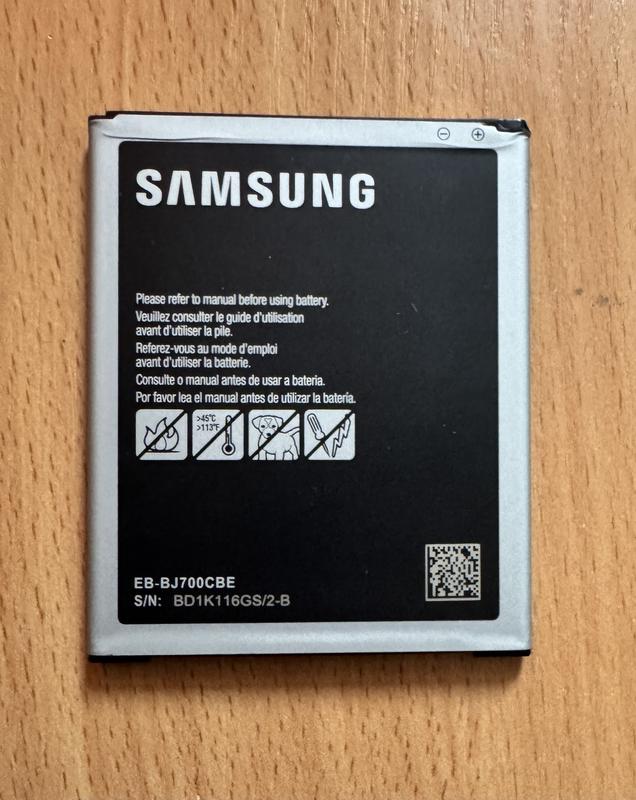 ⊖ ⊕
SAMSUNG
Please refer to manual before using battery.
Veuillez consulter le guide d'utilisation
avant d'utiliser la pile.
Referez-vous au mode d'emploi
avant d'utiliser la batterie.
Consulte o manual antes de usar a bateria.
Por favor lea el manual antes de utilizar la batería.
>45°C
>113°F
EB-BJ700CBE
S/N: BD1K116GS/2-B